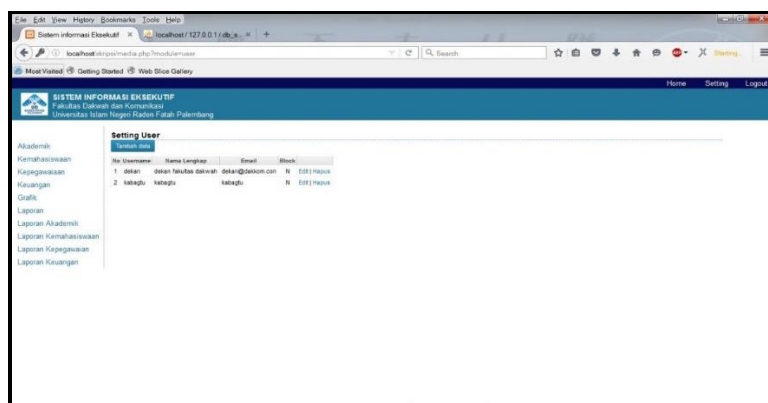 File Edit View History Bookmarks Tools Help
Sistem informasi Eksekutif × localhost / 127.0.0.1 / db_s... × +
localhost/skripsi/media.php?module=user Search
Most Visited Getting Started Web Slice Gallery
Home Setting Logout
SISTEM INFORMASI EKSEKUTIF
Fakultas Dakwah dan Komunikasi
Universitas Islam Negeri Raden Fatah Palembang
Setting User
Tambah data
No Username Nama Lengkap Email Block
1 dekan dekan fakultas dakwah dekan@dakkom.com N Edit | Hapus
2 kabagtu kabagtu kabagtu N Edit | Hapus
Akademik
Kemahasiswaan
Kepegawaian
Keuangan
Grafik
Laporan
Laporan Akademik
Laporan Kemahasiswaan
Laporan Kepegawaian
Laporan Keuangan